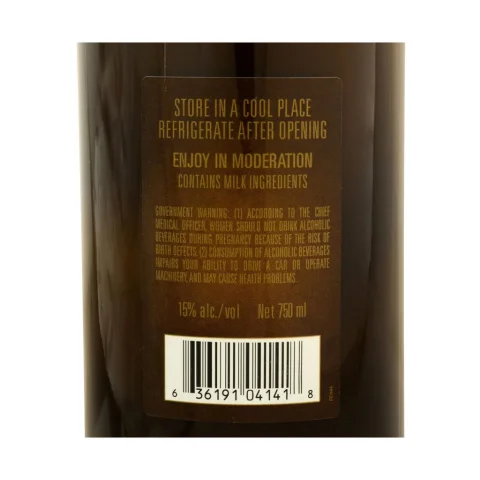 STORE IN A COOL PLACE
REFRIGERATE AFTER OPENING
ENJOY IN MODERATION
CONTAINS MILK INGREDIENTS
GOVERNMENT WARNING: (1) ACCORDING TO THE CHIEF
MEDICAL OFFICER, WOMEN SHOULD NOT DRINK ALCOHOLIC
BEVERAGES DURING PREGNANCY BECAUSE OF THE RISK OF
BIRTH DEFECTS. (2) CONSUMPTION OF ALCOHOLIC BEVERAGES
IMPAIRS YOUR ABILITY TO DRIVE A CAR OR OPERATE
MACHINERY, AND MAY CAUSE HEALTH PROBLEMS.
15% alc./vol Net 750 ml
6 36191 04141 8